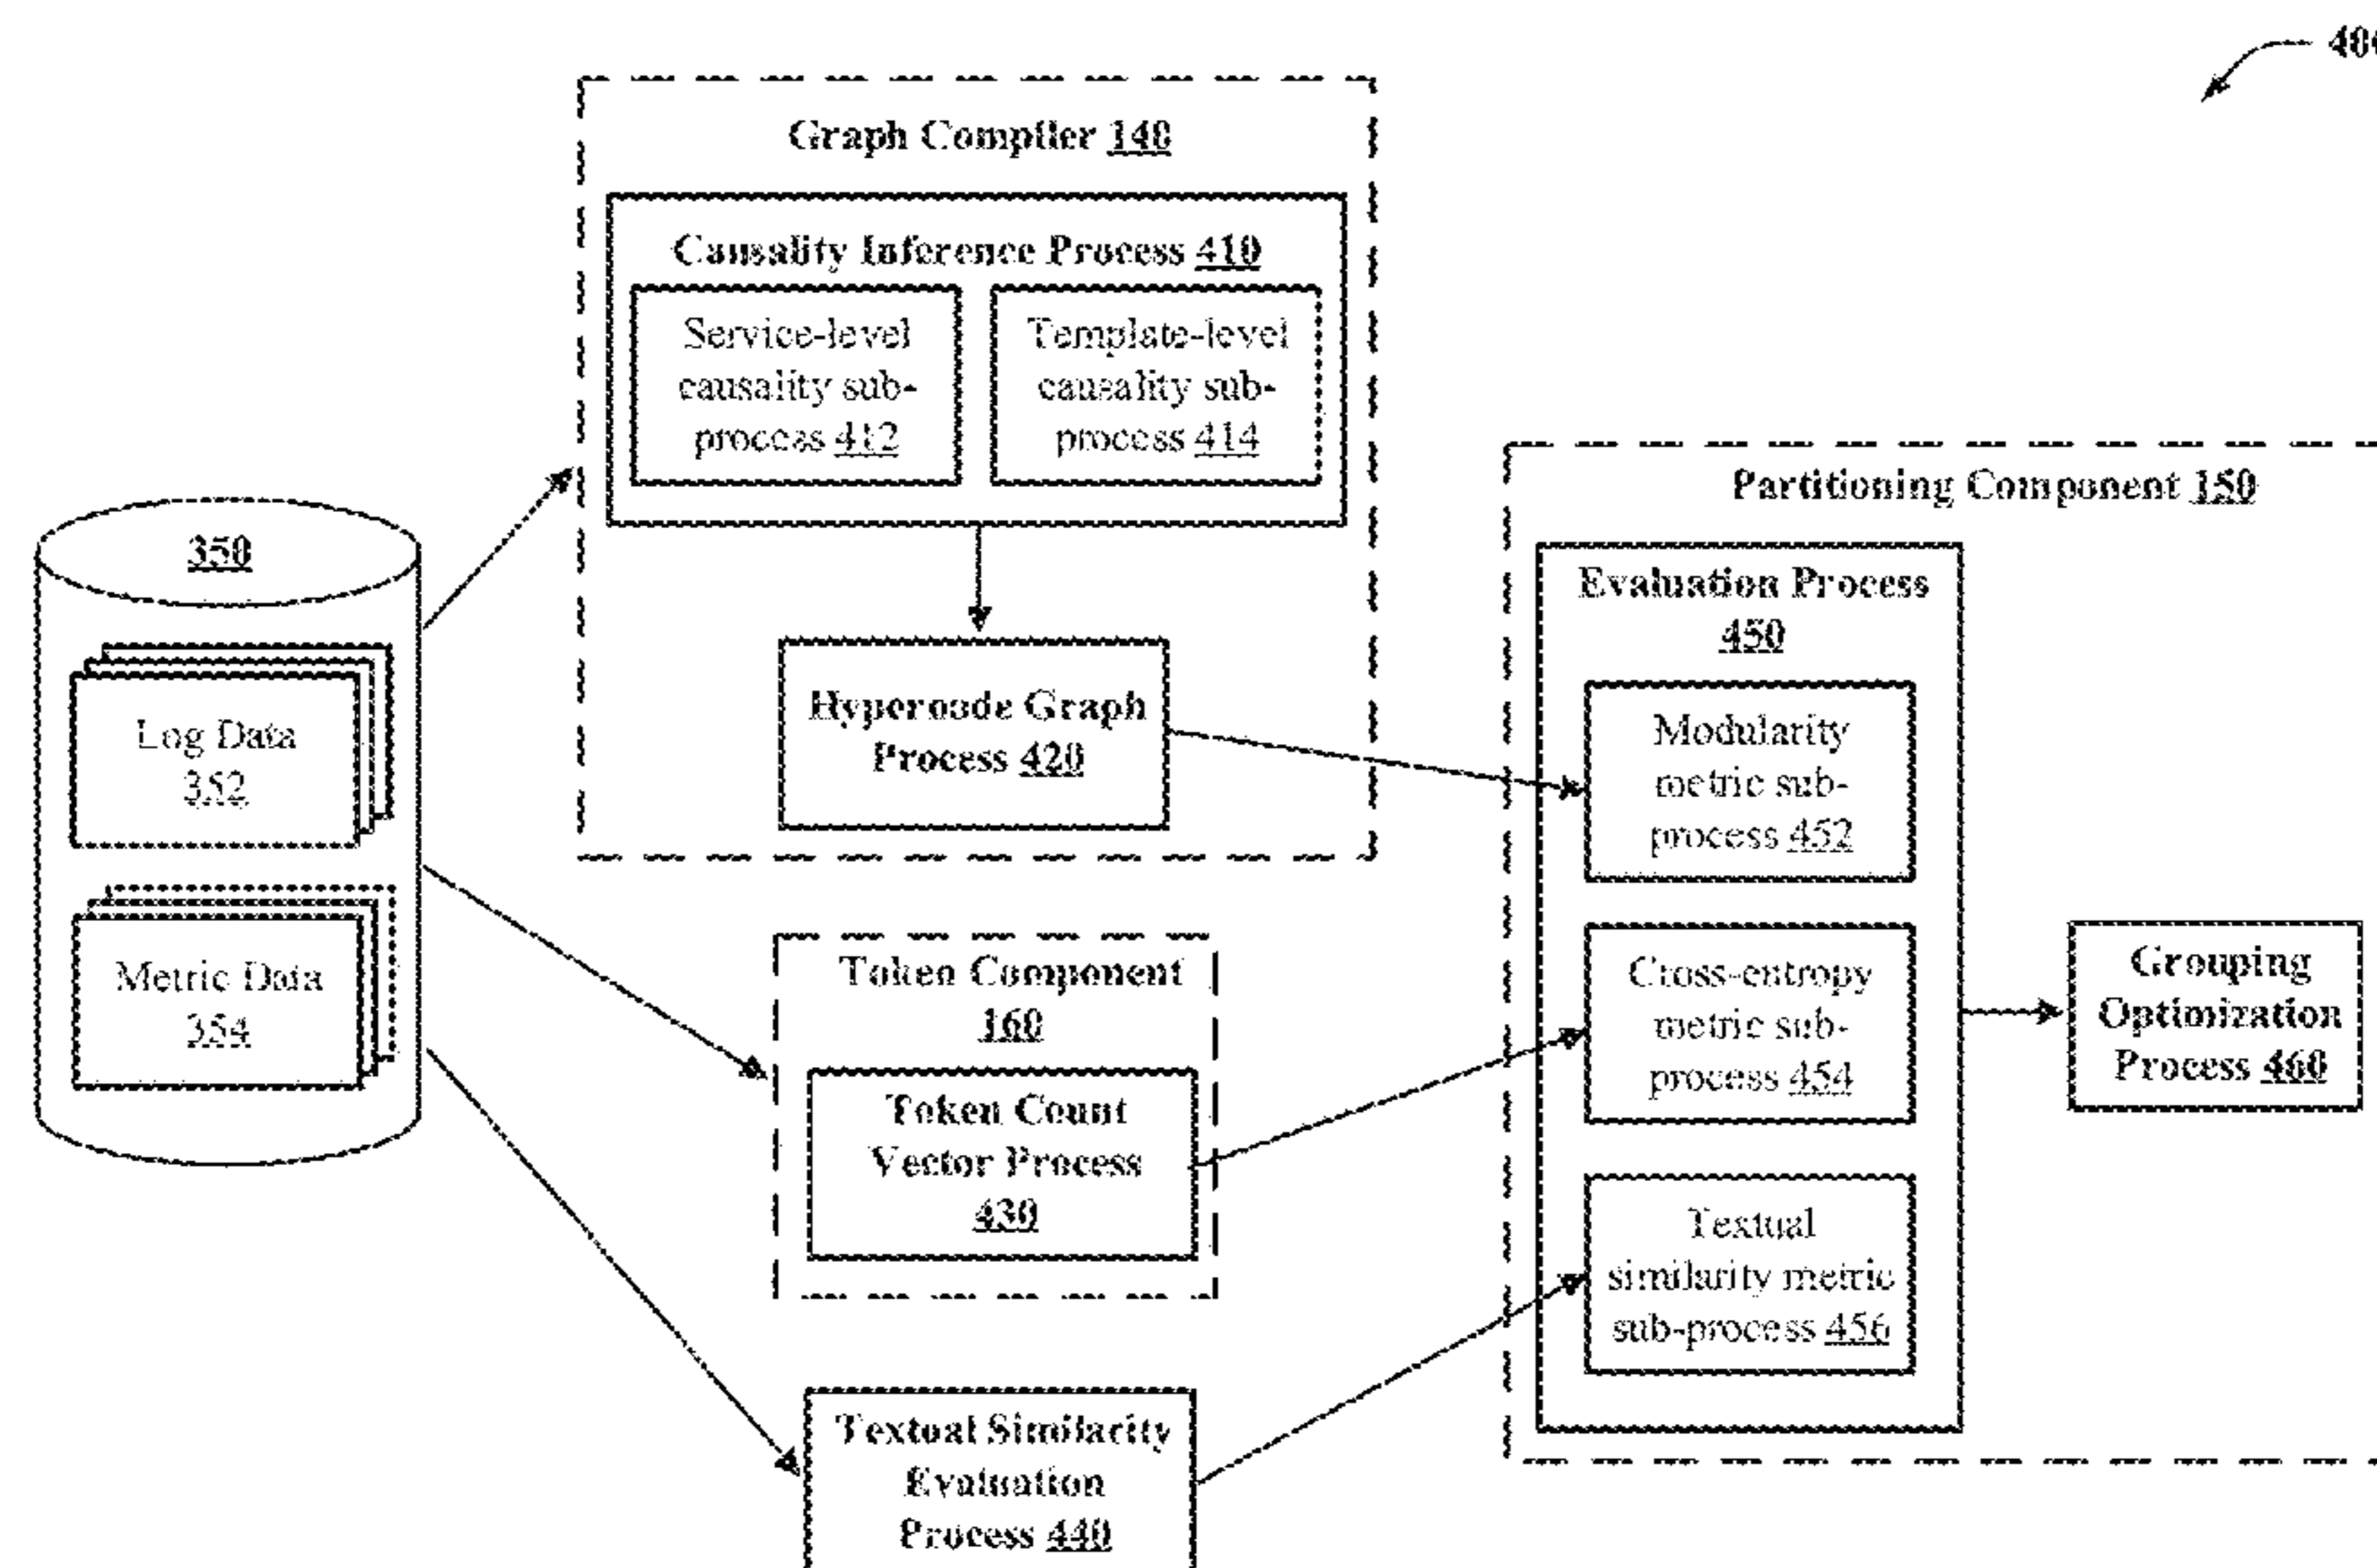 Graph Compiler 140
Causality Inference Process 410
Service-level
causality sub-
process 412
Template-level
causality sub-
process 414
Hypernode Graph
Process 420
350
Log Data
352
Metric Data
354
Token Component
160
Token Count
Vector Process
430
Textual Similarity
Evaluation
Process 440
Partitioning Component 150
Evaluation Process
450
Modularity
metric sub-
process 452
Cross-entropy
metric sub-
process 454
Textual
similarity metric
sub-process 456
Grouping
Optimization
Process 460